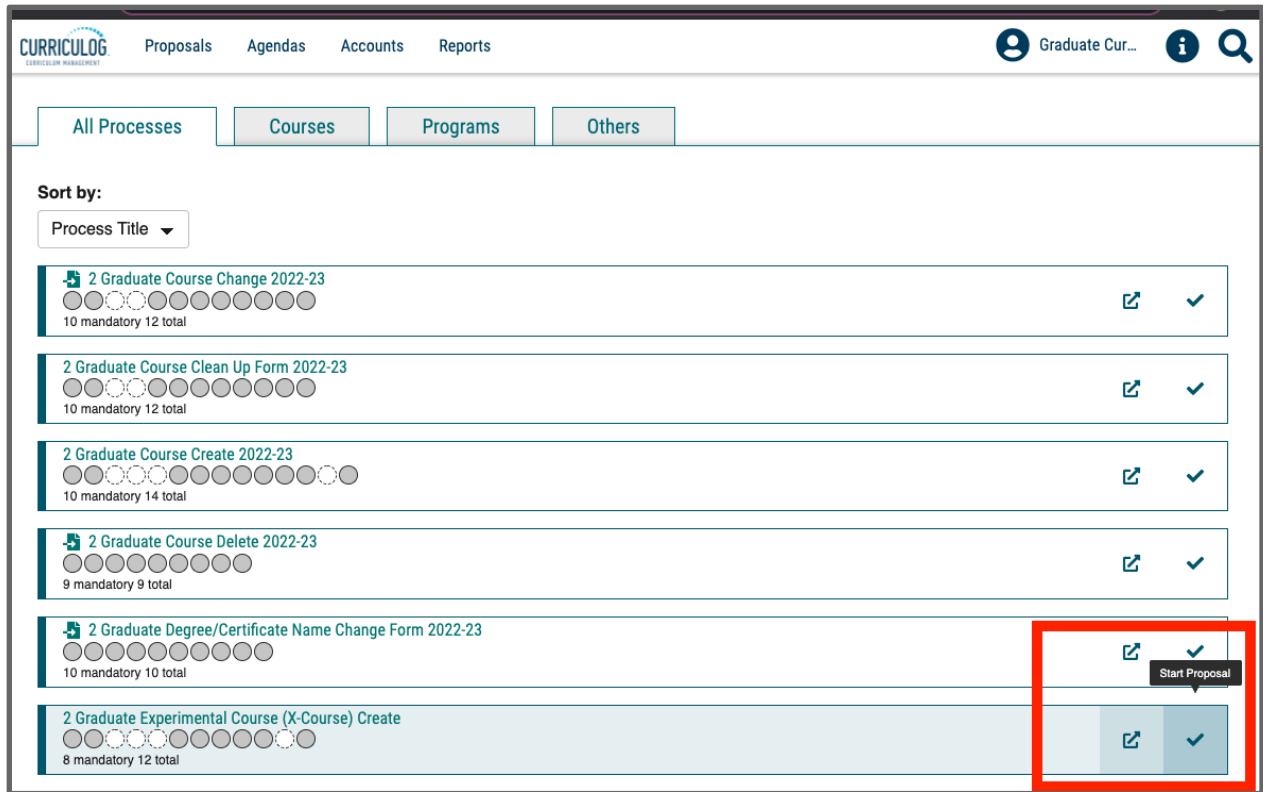 CURRICULOG
CURRICULUM MANAGEMENT
Proposals Agendas Accounts Reports Graduate Cur...
All Processes Courses Programs Others
Sort by:
Process Title
2 Graduate Course Change 2022-23
10 mandatory 12 total
2 Graduate Course Clean Up Form 2022-23
10 mandatory 12 total
2 Graduate Course Create 2022-23
10 mandatory 14 total
2 Graduate Course Delete 2022-23
9 mandatory 9 total
2 Graduate Degree/Certificate Name Change Form 2022-23
10 mandatory 10 total
Start Proposal
2 Graduate Experimental Course (X-Course) Create
8 mandatory 12 total